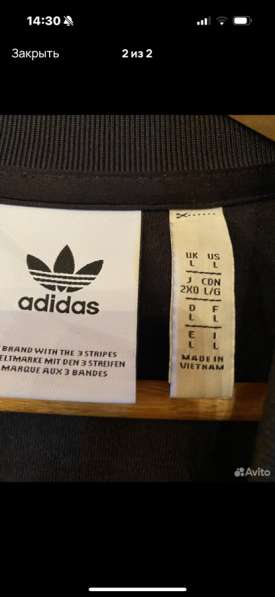 14:30
Закрыть
2 из 2
adidas
BRAND WITH THE 3 STRIPES
ELTMARKE MIT DEN 3 STREIFEN
MARQUE AUX 3 BANDES
UK US
L L
J CDN
2XO L/G
D F
L L
E I
L L
MADE IN
VIETNAM
Avito